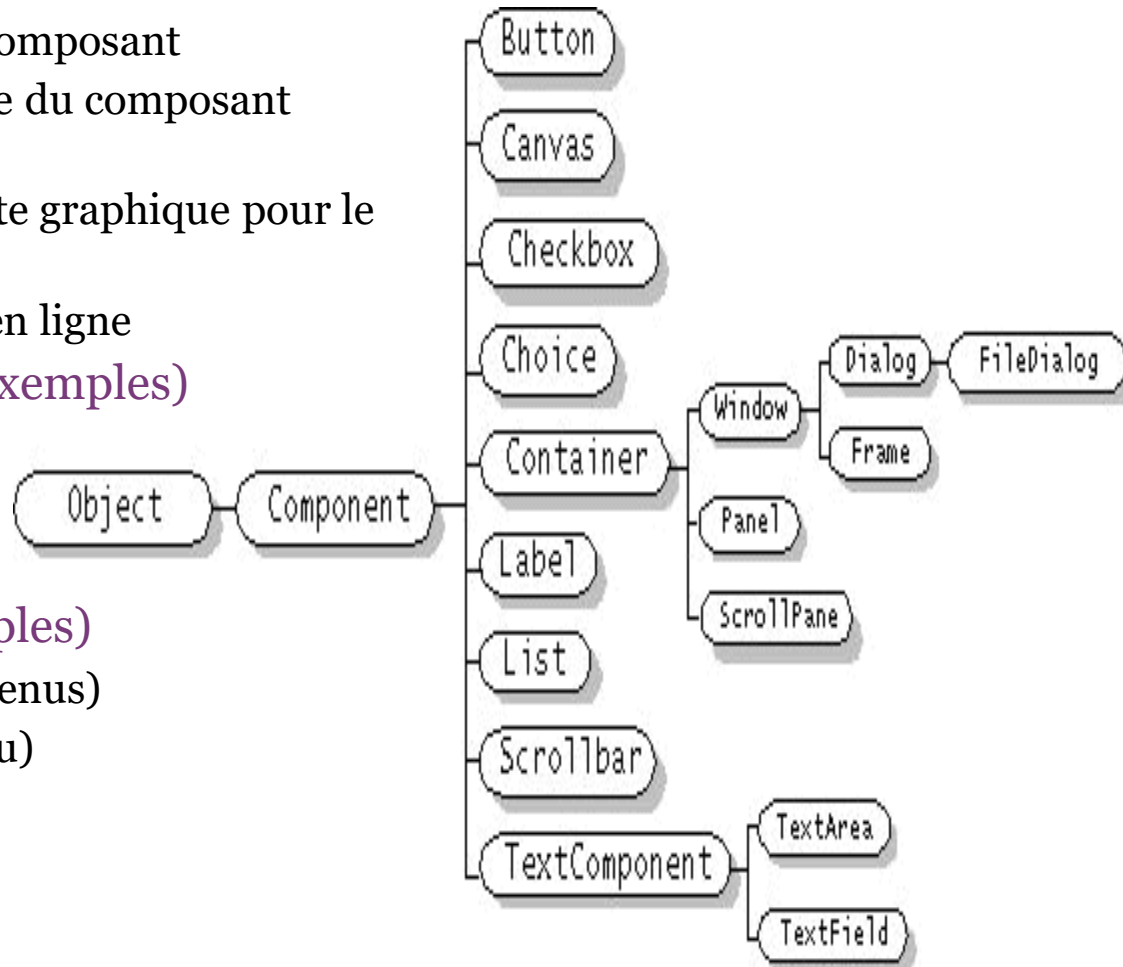 omposant
e du composant
te graphique pour le
en ligne
xemples)
ples)
enus)
u)
Object
Component
Button
Canvas
Checkbox
Choice
Container
Label
List
Scrollbar
TextComponent
Window
Panel
ScrollPane
Dialog
FileDialog
Frame
TextArea
TextField